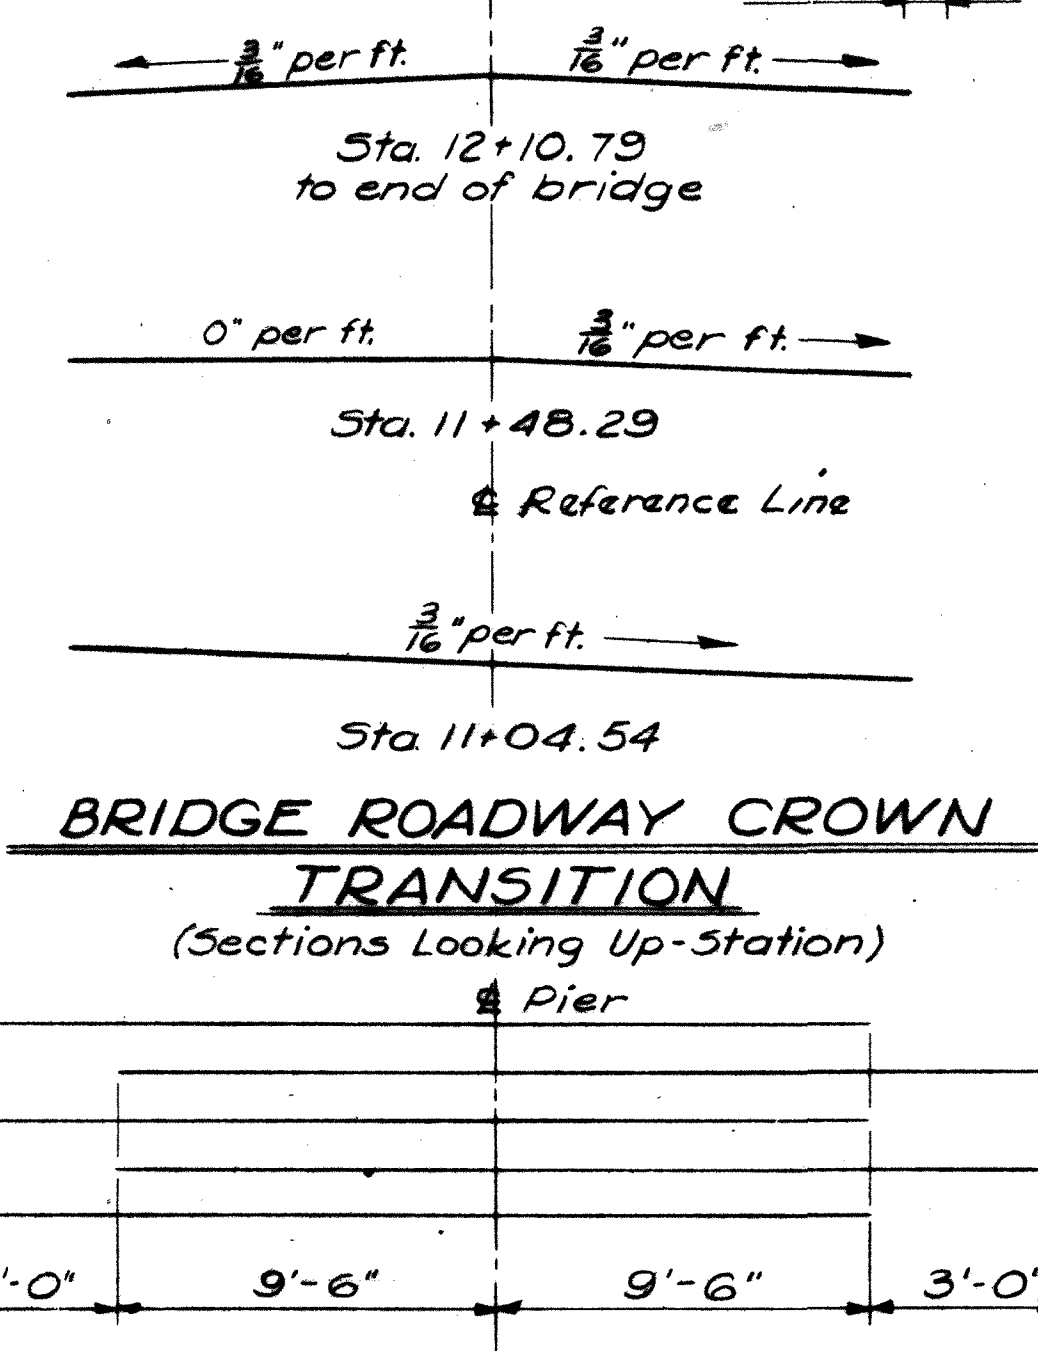 3/16" per ft. 3/16" per ft.
Sta. 12+10.79
to end of bridge
0" per ft. 3/16" per ft.
Sta. 11+48.29
℄ Reference Line
3/16" per ft.
Sta. 11+04.54
BRIDGE ROADWAY CROWN
TRANSITION
(Sections Looking Up-Station)
℄ Pier
'-0" 9'-6" 9'-6" 3'-0"